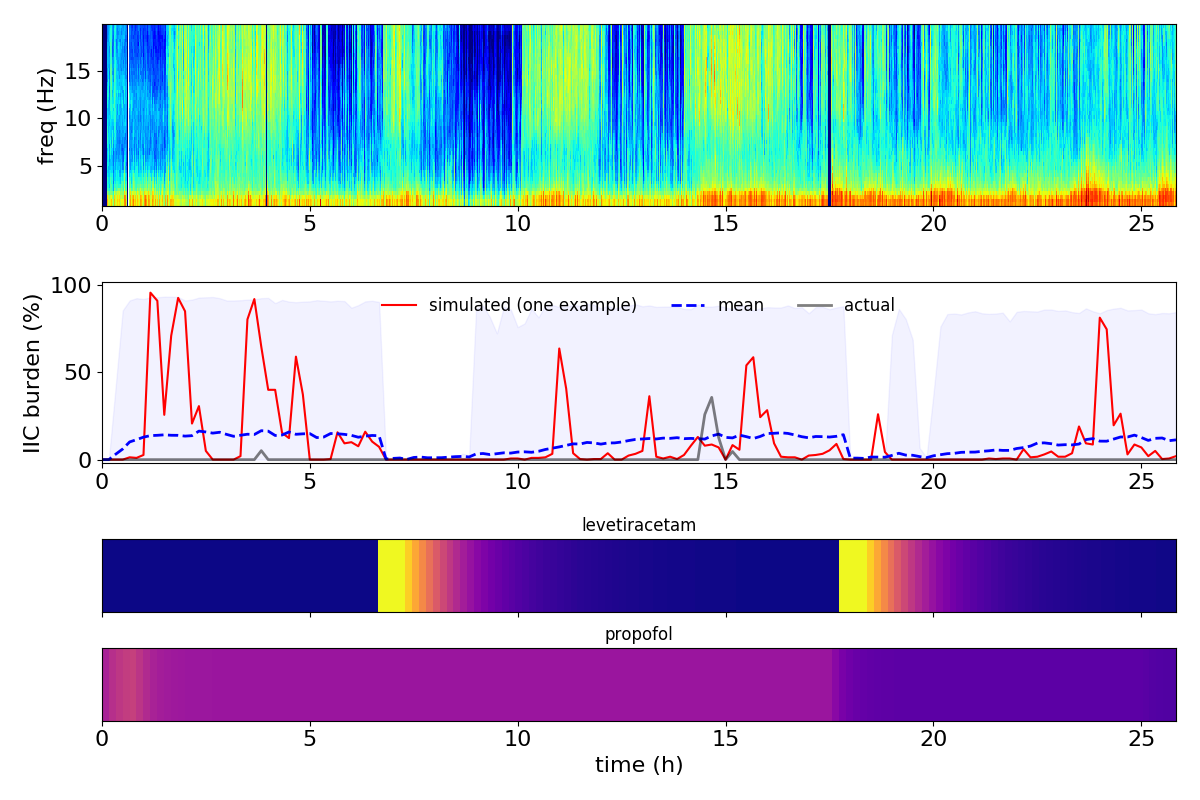 freq (Hz)
15
10
5
0 5 10 15 20 25
IIC burden (%)
100
50
0
simulated (one example) mean actual
0 5 10 15 20 25
levetiracetam
propofol
0 5 10 15 20 25
time (h)